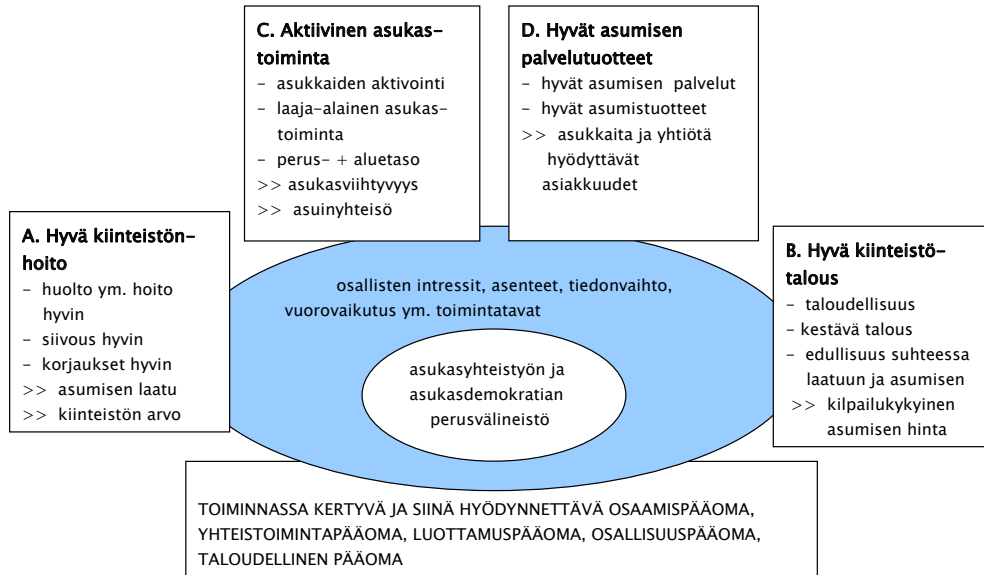 C. Aktiivinen asukas-
toiminta
- asukkaiden aktivointi
- laaja-alainen asukas-
toiminta
- perus- + aluetaso
>> asukasviihtyvyys
>> asuinyhteisö
D. Hyvät asumisen
palvelutuotteet
- hyvät asumisen palvelut
- hyvät asumistuotteet
>> asukkaita ja yhtiötä
hyödyttävät
asiakkuudet
A. Hyvä kiinteistön-
hoito
- huolto ym. hoito
hyvin
- siivous hyvin
- korjaukset hyvin
>> asumisen laatu
>> kiinteistön arvo
osallisten intressit, asenteet, tiedonvaihto,
vuorovaikutus ym. toimintatavat
asukasyhteistyön ja
asukasdemokratian
perusvälineistö
B. Hyvä kiinteistö-
talous
- taloudellisuus
- kestävä talous
- edullisuus suhteessa
laatuun ja asumisen
>> kilpailukykyinen
asumisen hinta
TOIMINNASSA KERTYVÄ JA SIINÄ HYÖDYNNETTÄVÄ OSAAMISPÄÄOMA,
YHTEISTOIMINTAPÄÄOMA, LUOTTAMUSPÄÄOMA, OSALLISUUSPÄÄOMA,
TALOUDELLINEN PÄÄOMA